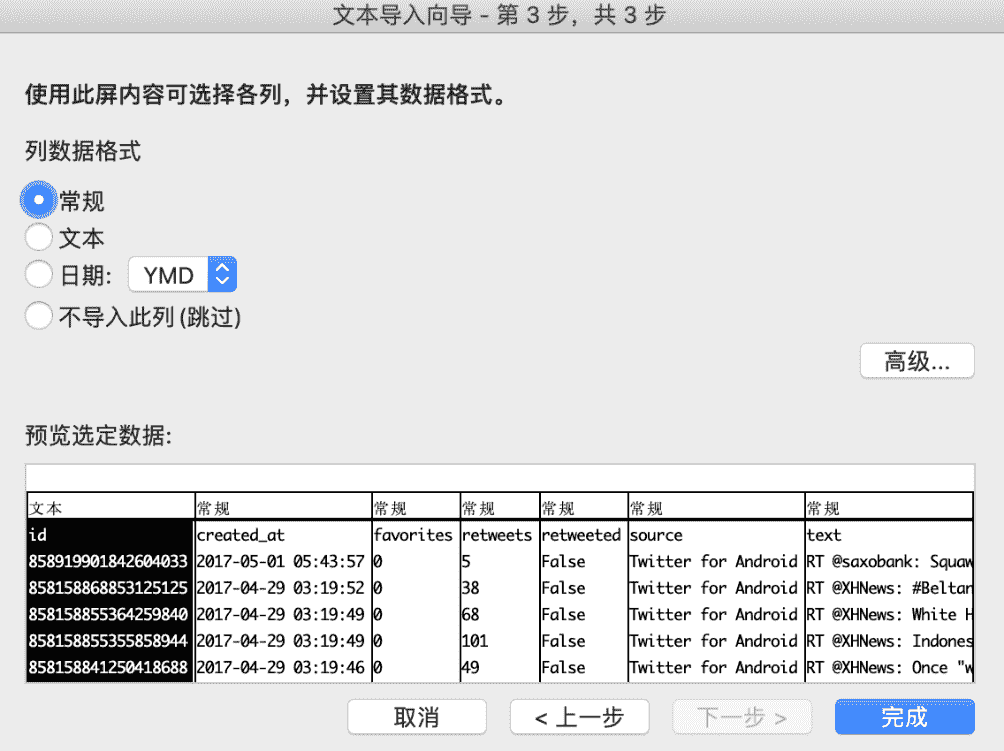 文本导入向导 - 第 3 步，共 3 步
使用此屏内容可选择各列，并设置其数据格式。
列数据格式
常规
文本
日期: YMD
不导入此列 (跳过)
高级...
预览选定数据:
文本 常规 常规 常规 常规 常规 常规
id created_at favorites retweets retweeted source text
858919901842604033 2017-05-01 05:43:57 0 5 False Twitter for Android RT @saxobank: Squaw
858158868853125125 2017-04-29 03:19:52 0 38 False Twitter for Android RT @XHNews: #Beltan
858158855364259840 2017-04-29 03:19:49 0 68 False Twitter for Android RT @XHNews: White H
858158855355858944 2017-04-29 03:19:49 0 101 False Twitter for Android RT @XHNews: Indones
858158841250418688 2017-04-29 03:19:46 0 49 False Twitter for Android RT @XHNews: Once "w
取消 < 上一步 下一步 > 完成